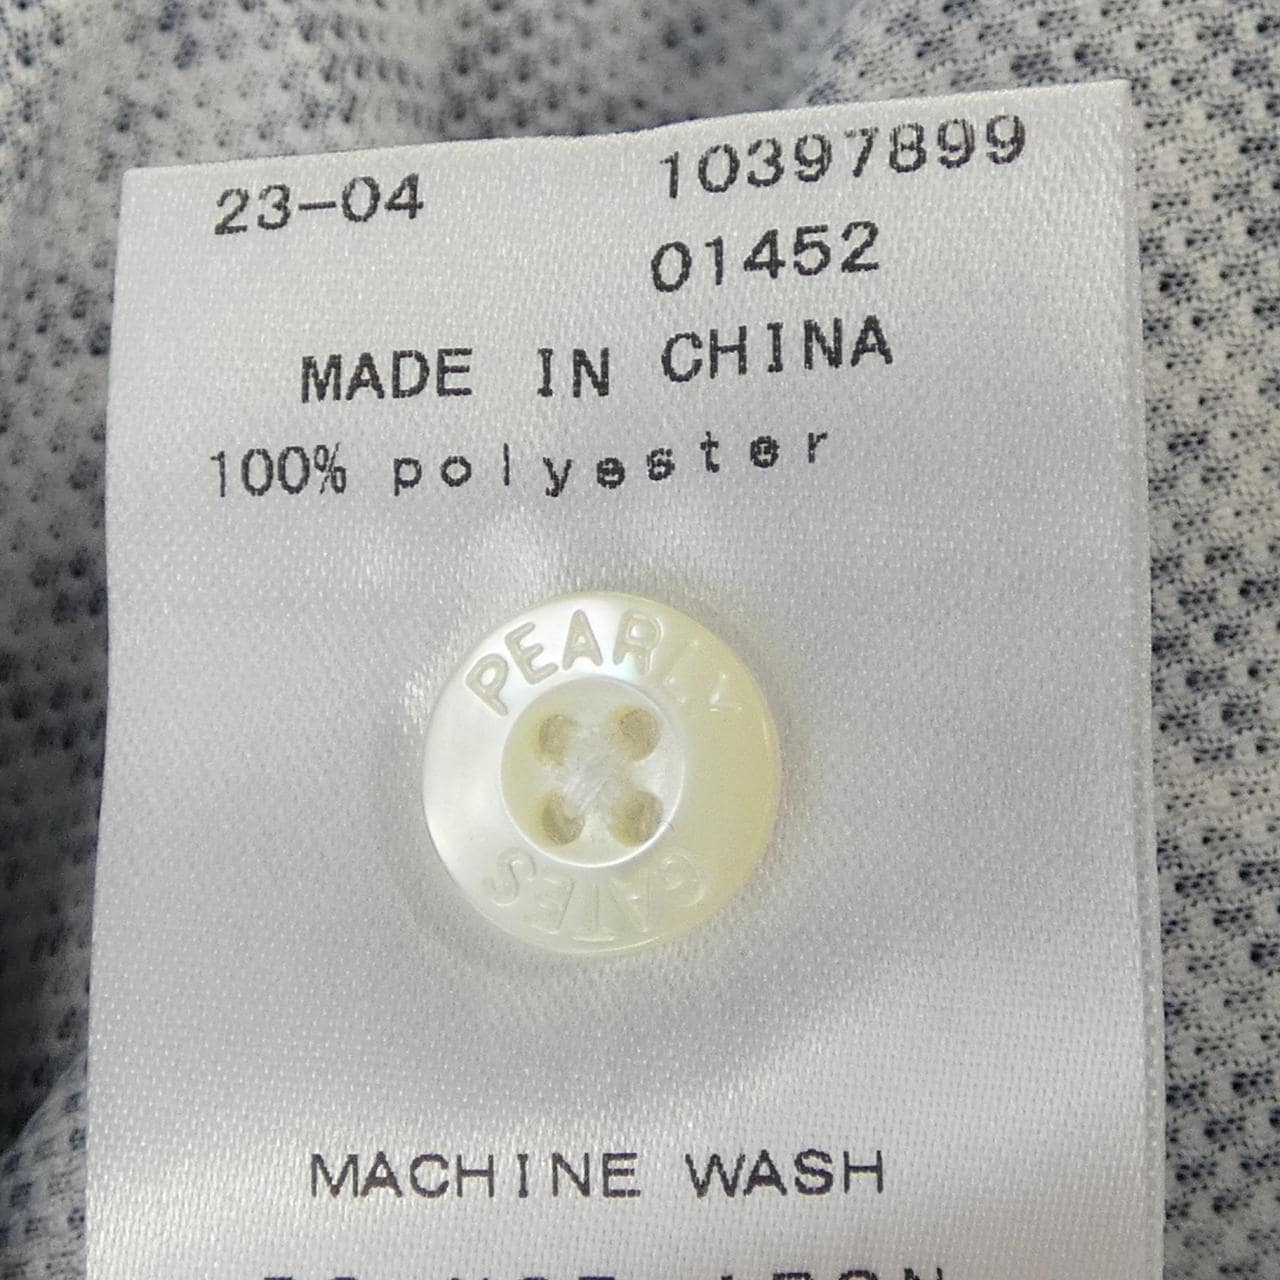 23-04 10397899
01452
MADE IN CHINA
100% polyester
PEARLY
GATES
MACHINE WASH